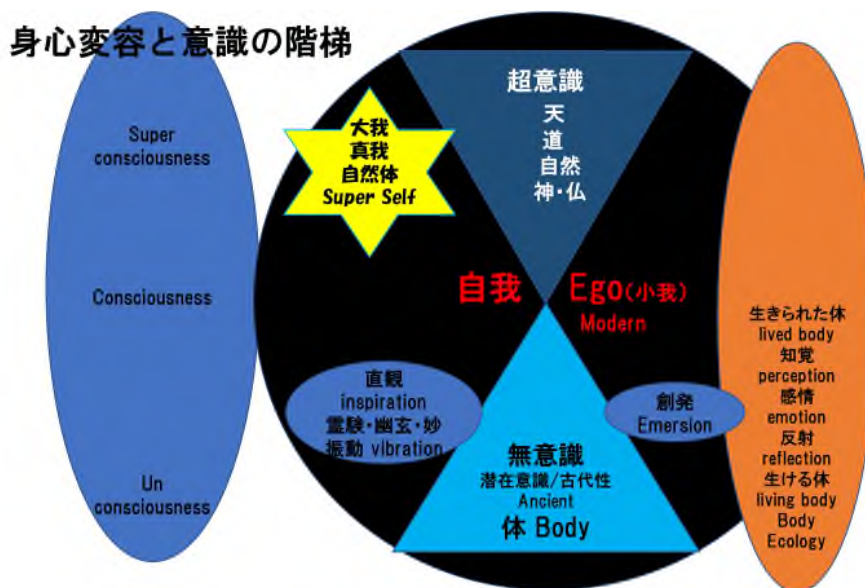 身心変容と意識の階梯
Super
consciousness
Consciousness
Un
consciousness
大我
真我
自然体
Super Self
超意識
天
道
自然
神・仏
自我
Ego(小我)
Modern
直観
inspiration
霊験・幽玄・妙
振動 vibration
創発
Emersion
無意識
潜在意識/古代性
Ancient
体 Body
生きられた体
lived body
知覚
perception
感情
emotion
反射
reflection
生ける体
living body
Body
Ecology